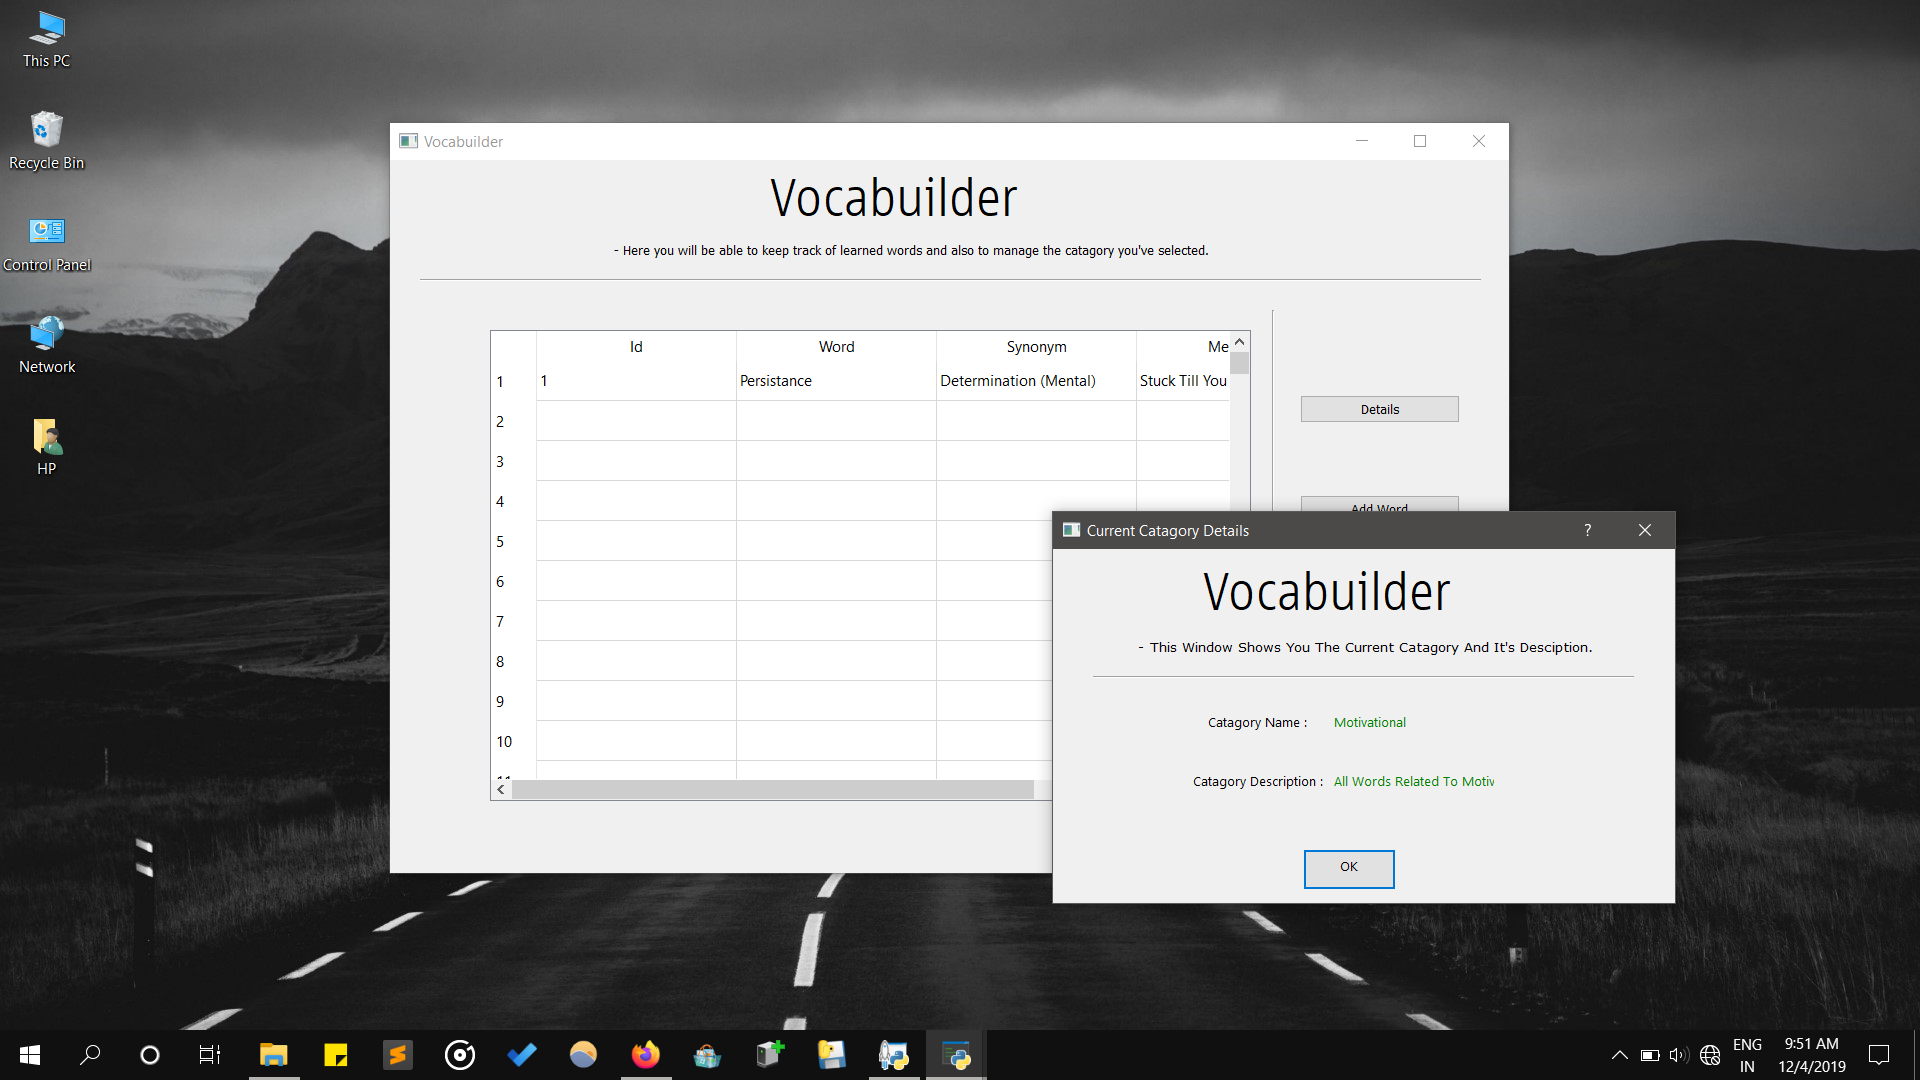 This PC
Recycle Bin
Control Panel
Network
HP
Vocabuilder
Vocabuilder
- Here you will be able to keep track of learned words and also to manage the catagory you've selected.
Id Word Synonym Me
1 1 Persistance Determination (Mental) Stuck Till You
2
3
4
5
6
7
8
9
10
11
Details
Add Word
Current Catagory Details
?
Vocabuilder
- This Window Shows You The Current Catagory And It's Desciption.
Catagory Name : Motivational
Catagory Description : All Words Related To Motiv
OK
ENG
IN
9:51 AM
12/4/2019